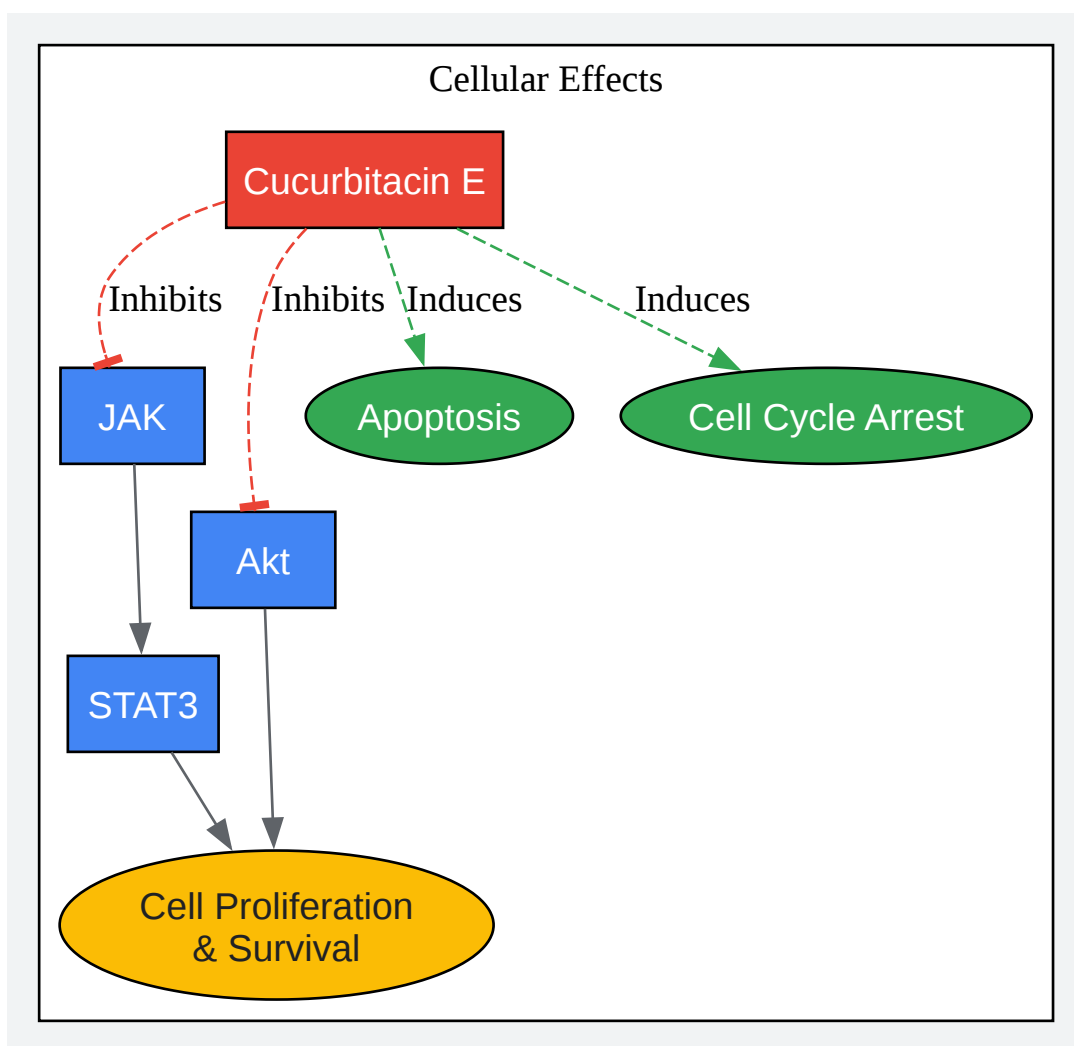 Cellular Effects
Cucurbitacin E
Inhibits
Inhibits
Induces
Induces
JAK
Apoptosis
Cell Cycle Arrest
Akt
STAT3
Cell Proliferation
& Survival